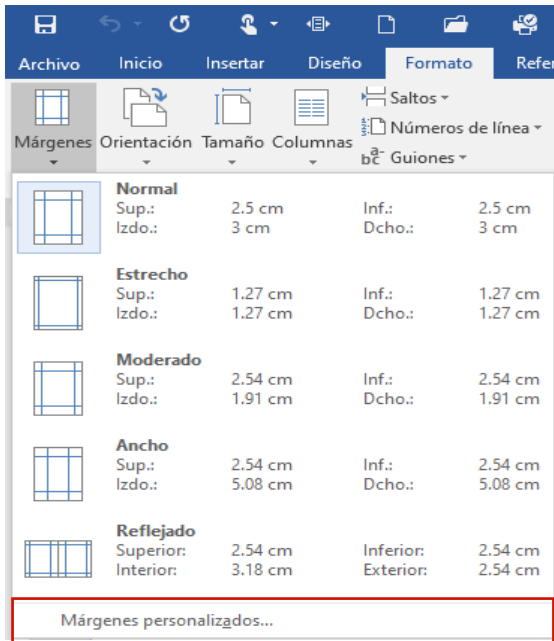 Archivo Inicio Insertar Diseño Formato Refer
Márgenes Orientación Tamaño Columnas
Saltos
Números de línea
a-
bc Guiones
Normal
Sup.: 2.5 cm Inf.: 2.5 cm
Izdo.: 3 cm Dcho.: 3 cm
Estrecho
Sup.: 1.27 cm Inf.: 1.27 cm
Izdo.: 1.27 cm Dcho.: 1.27 cm
Moderado
Sup.: 2.54 cm Inf.: 2.54 cm
Izdo.: 1.91 cm Dcho.: 1.91 cm
Ancho
Sup.: 2.54 cm Inf.: 2.54 cm
Izdo.: 5.08 cm Dcho.: 5.08 cm
Reflejado
Superior: 2.54 cm Inferior: 2.54 cm
Interior: 3.18 cm Exterior: 2.54 cm
Márgenes personalizados...